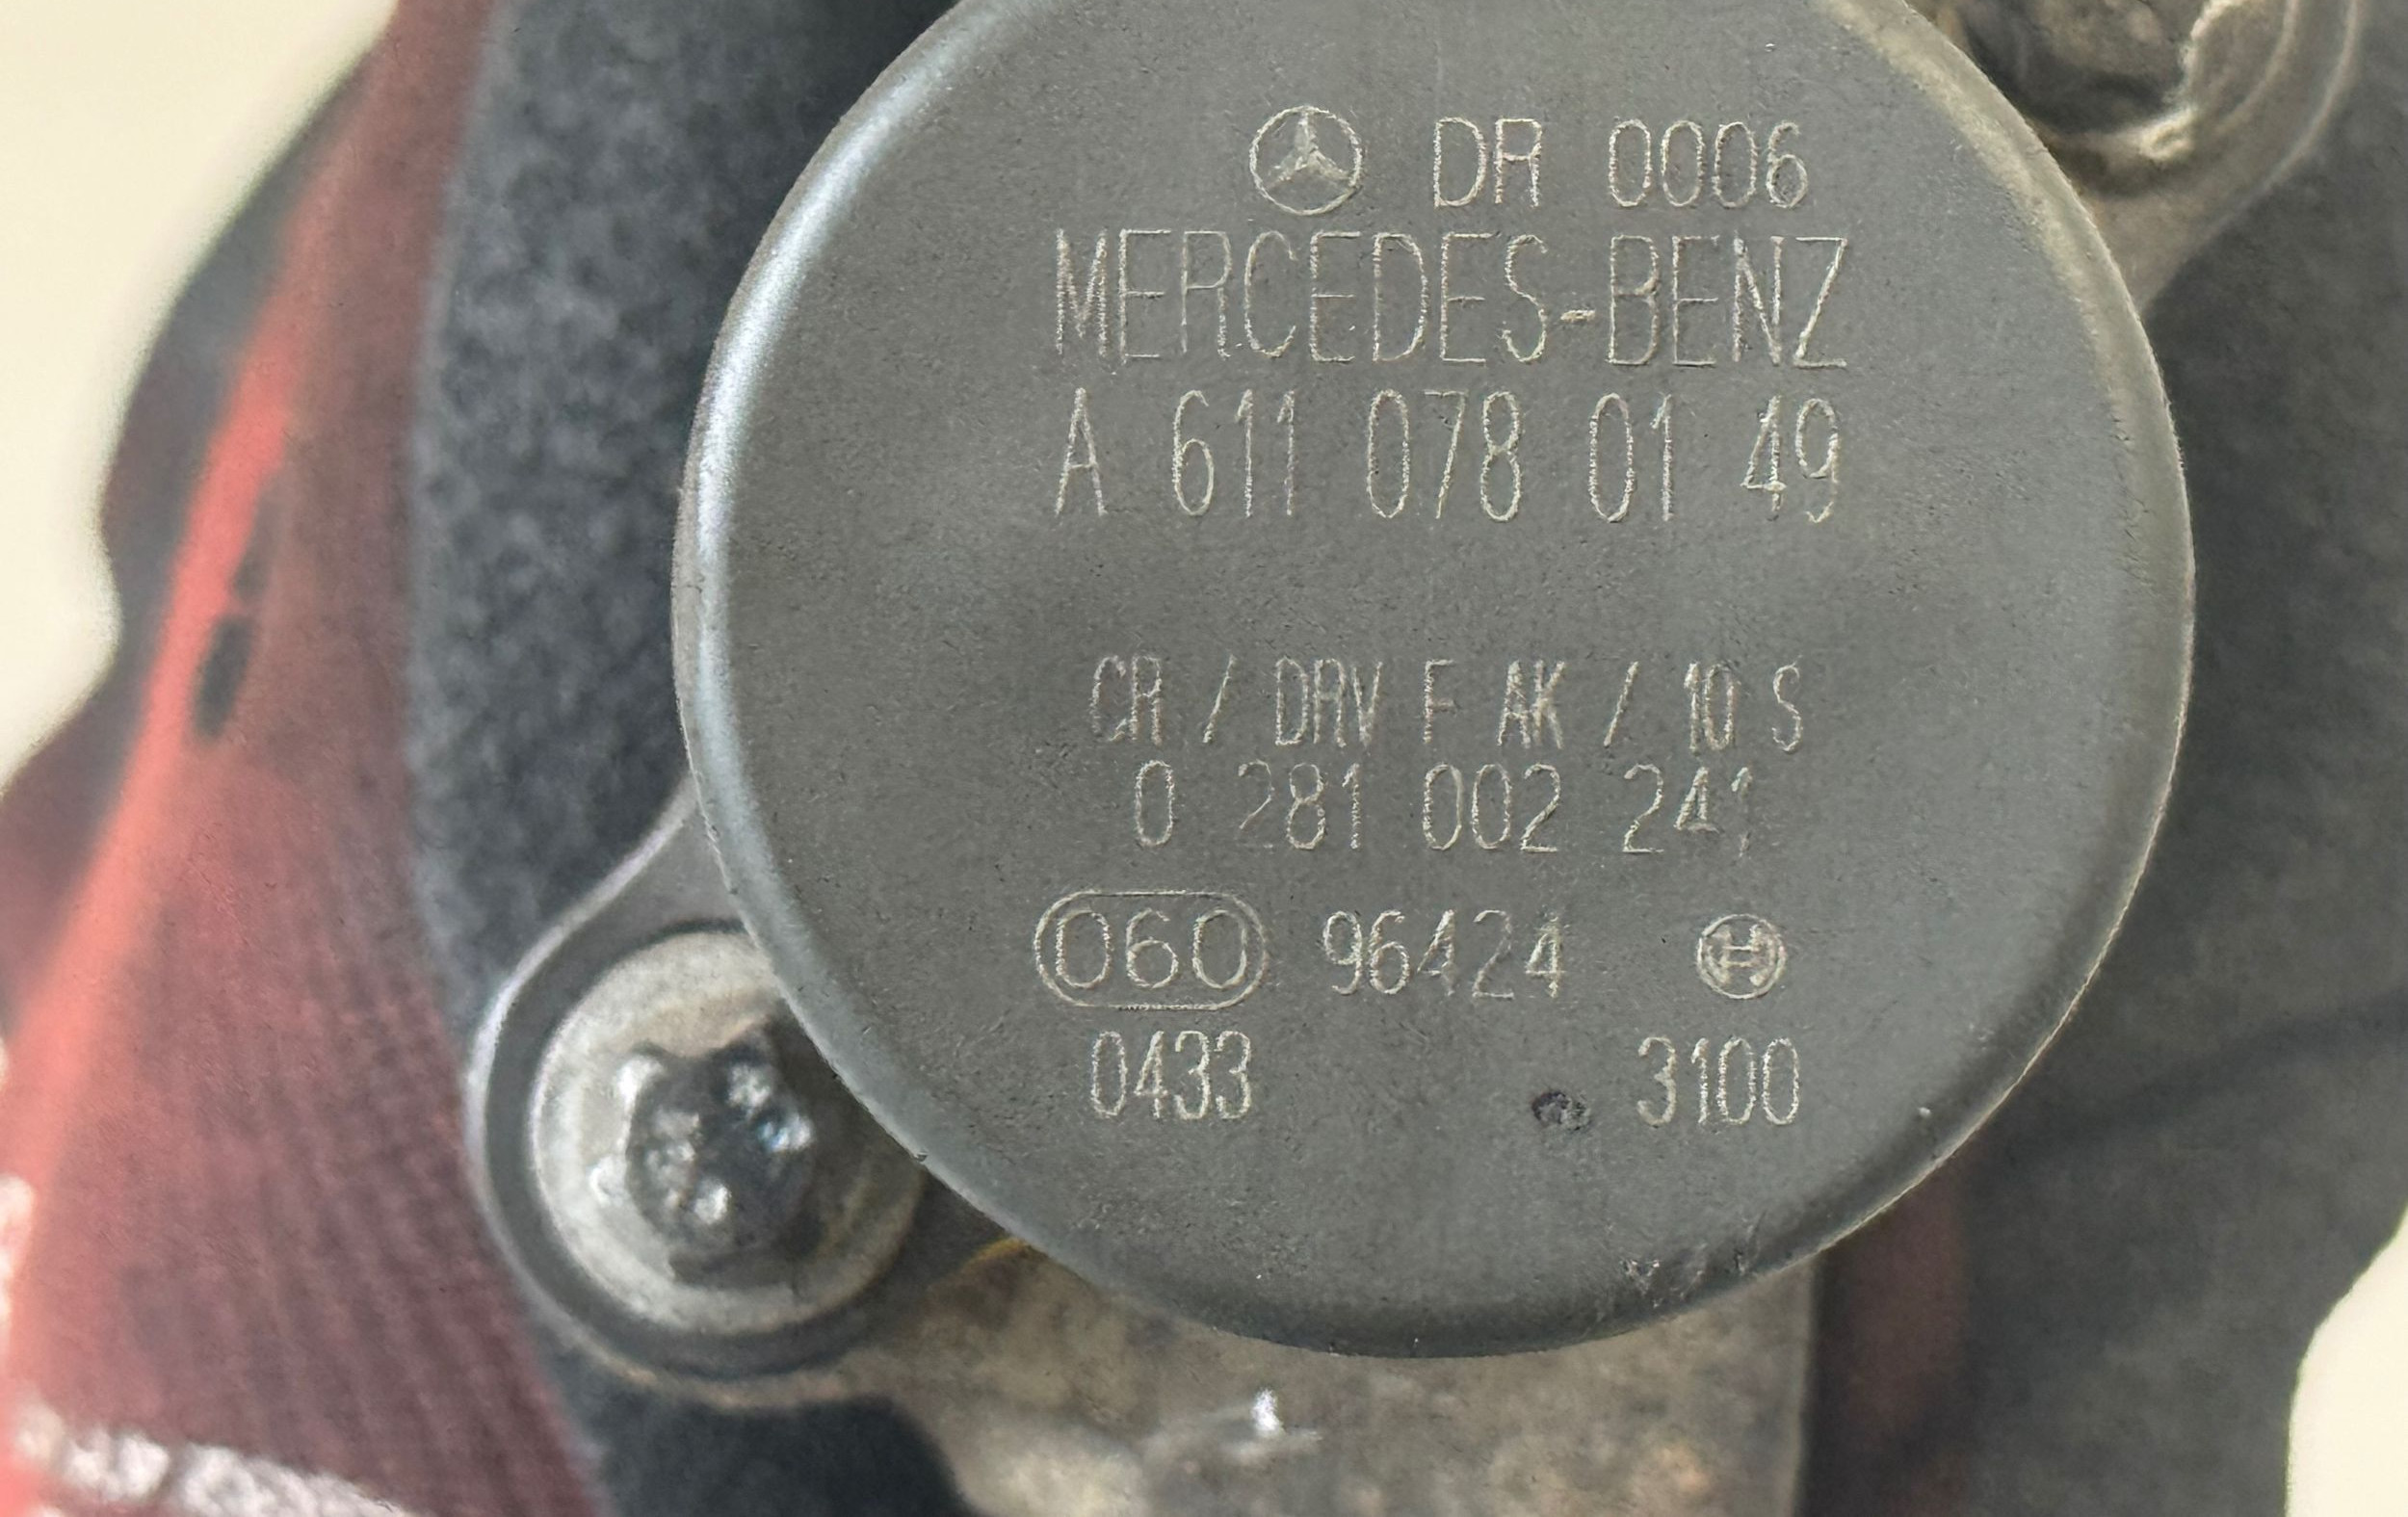 DR 0006
MERCEDES-BENZ
A 611 078 01 49
CR / DRV F AK / 10 S
0 281 002 241
060 96424
0433 3100